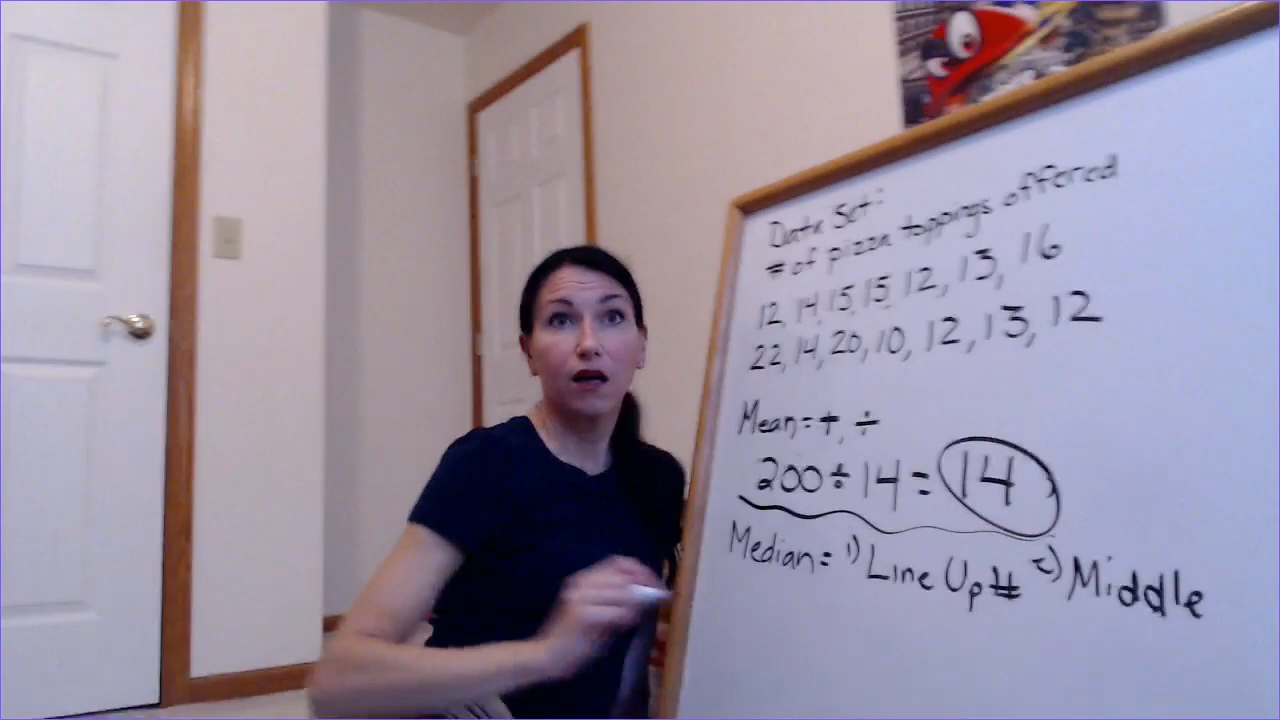 Data Set:
# of pizza toppings offered
12, 14, 15, 15, 12, 13, 16
22, 14, 20, 10, 12, 13, 12
Mean = +, ÷
200 ÷ 14 = 14
Median = 1) Line Up # 2) Middle